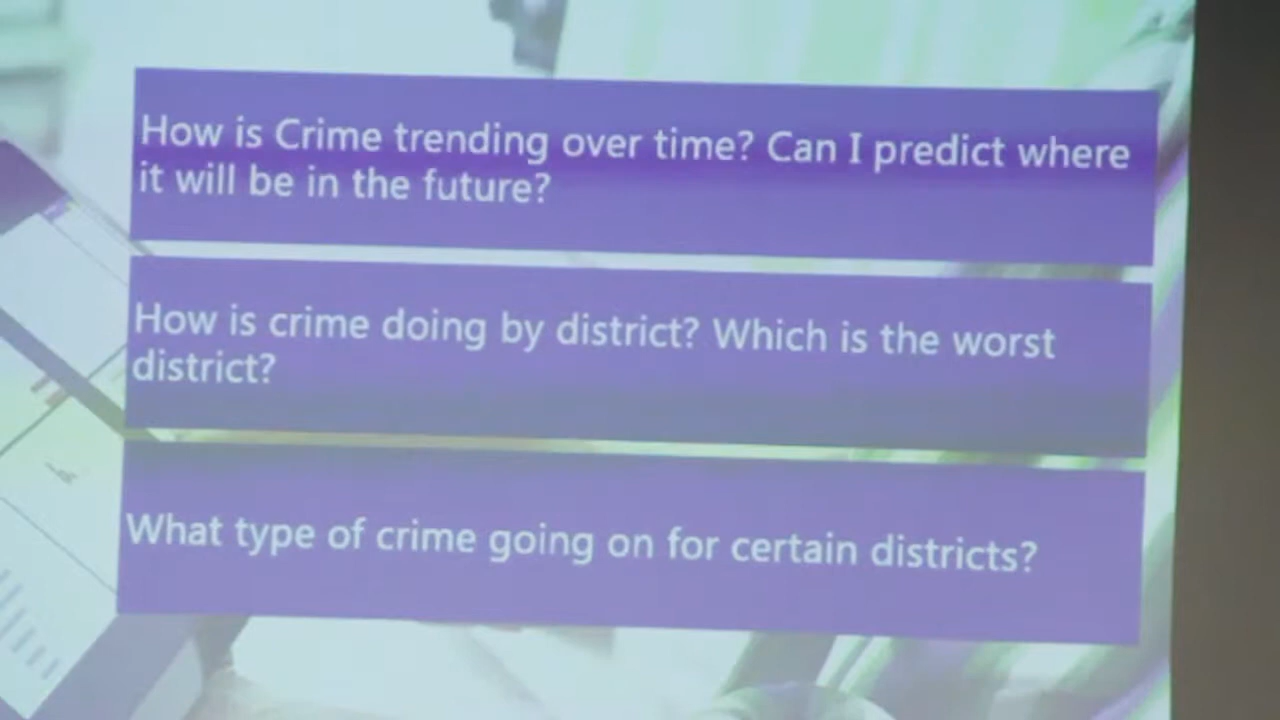 How is Crime trending over time? Can I predict where
it will be in the future?
How is crime doing by district? Which is the worst
district?
What type of crime going on for certain districts?